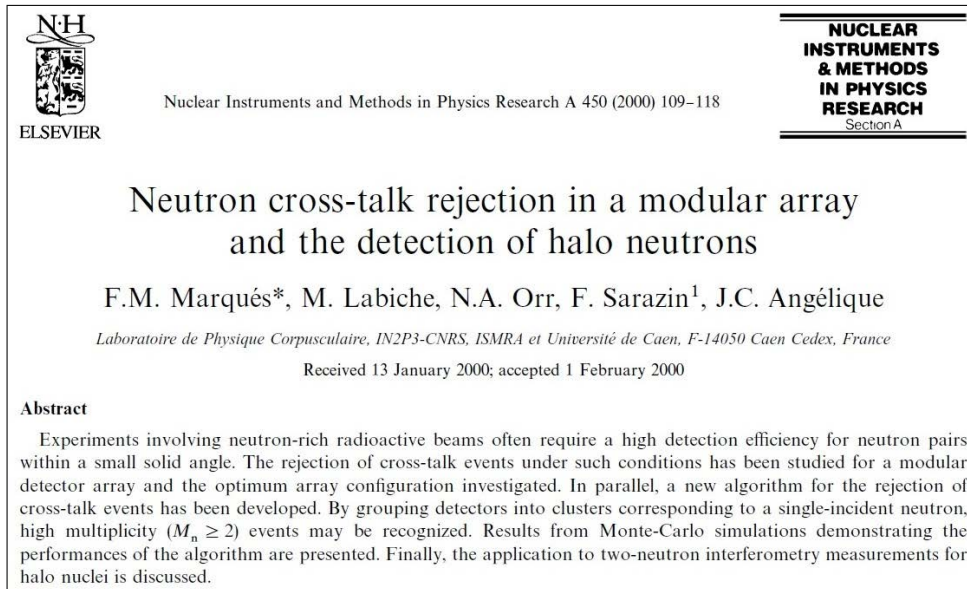 N·H
ELSEVIER
Nuclear Instruments and Methods in Physics Research A 450 (2000) 109–118
NUCLEAR
INSTRUMENTS
& METHODS
IN PHYSICS
RESEARCH
Section A
Neutron cross-talk rejection in a modular array
and the detection of halo neutrons
F.M. Marqués*, M. Labiche, N.A. Orr, F. Sarazin¹, J.C. Angélique
Laboratoire de Physique Corpusculaire, IN2P3-CNRS, ISMRA et Université de Caen, F-14050 Caen Cedex, France
Received 13 January 2000; accepted 1 February 2000
Abstract
Experiments involving neutron-rich radioactive beams often require a high detection efficiency for neutron pairs
within a small solid angle. The rejection of cross-talk events under such conditions has been studied for a modular
detector array and the optimum array configuration investigated. In parallel, a new algorithm for the rejection of
cross-talk events has been developed. By grouping detectors into clusters corresponding to a single-incident neutron,
high multiplicity (Mₙ ≥ 2) events may be recognized. Results from Monte-Carlo simulations demonstrating the
performances of the algorithm are presented. Finally, the application to two-neutron interferometry measurements for
halo nuclei is discussed.